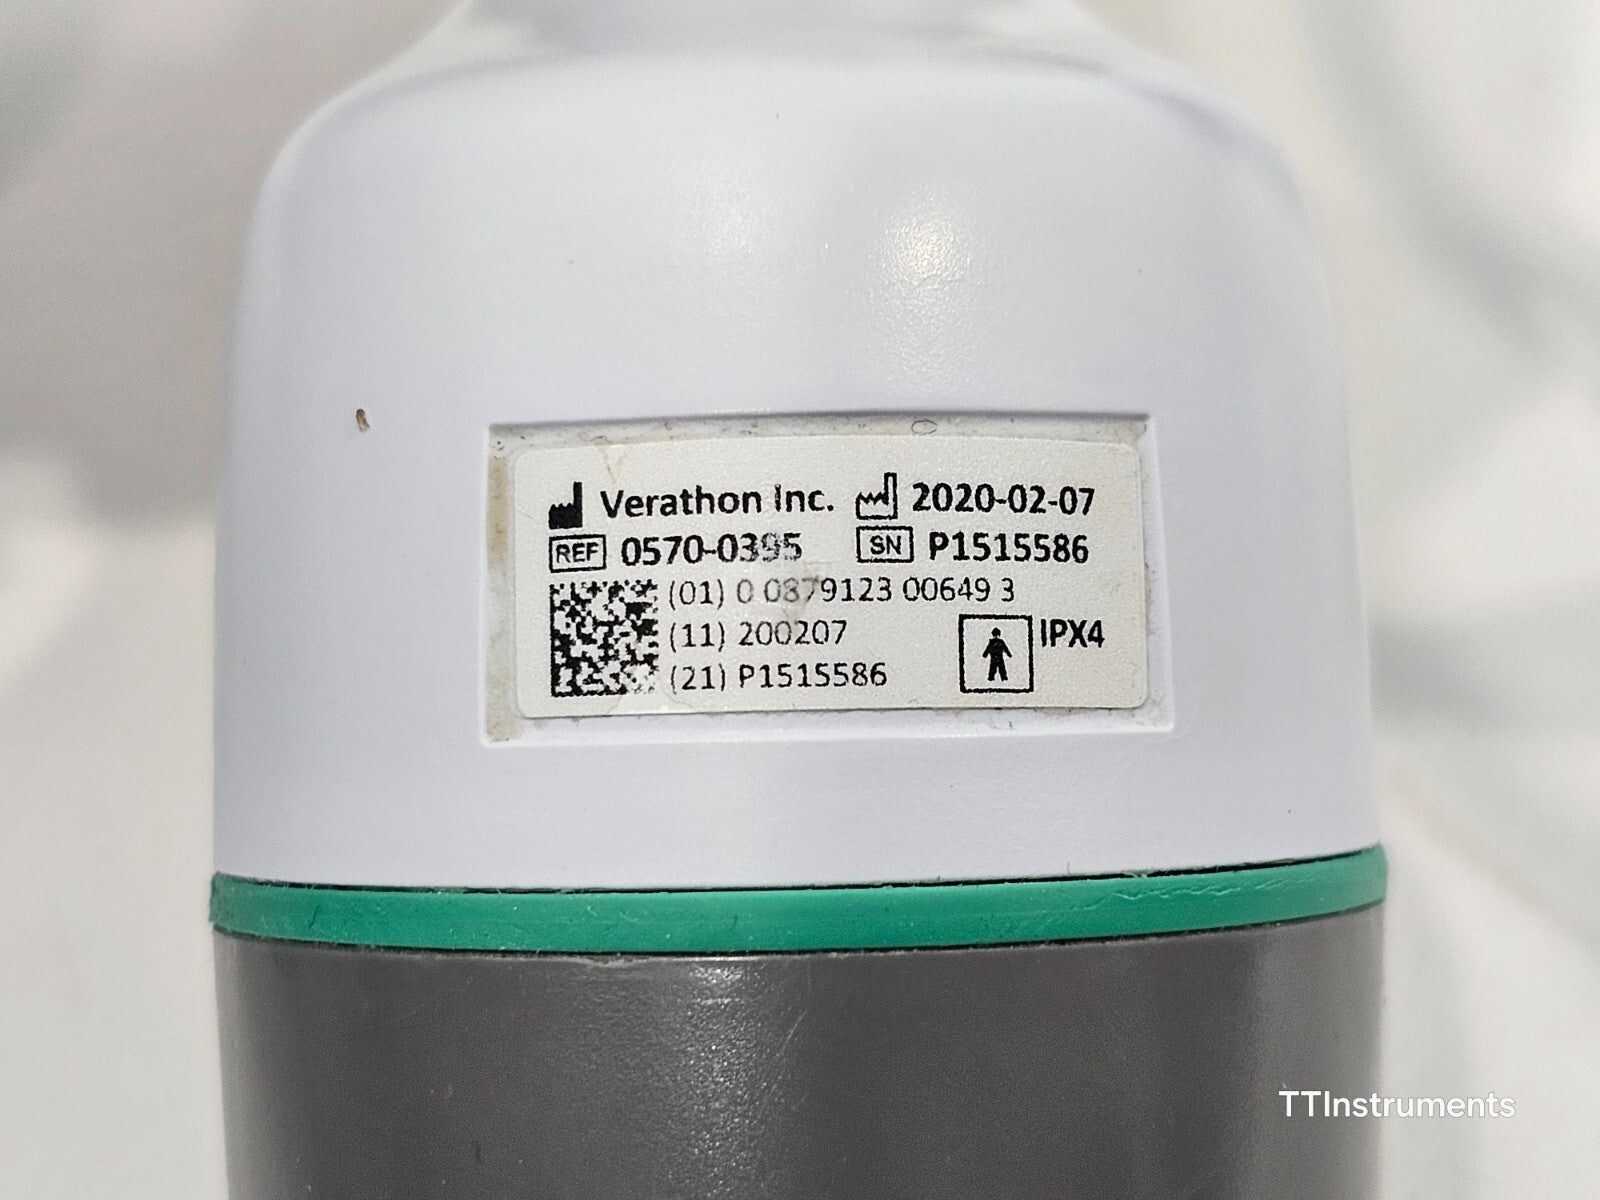 Verathon Inc. 2020-02-07
REF 0570-0395 SN P1515586
(01) 0 0879123 00649 3
(11) 200207
IPX4
(21) P1515586
TTInstruments